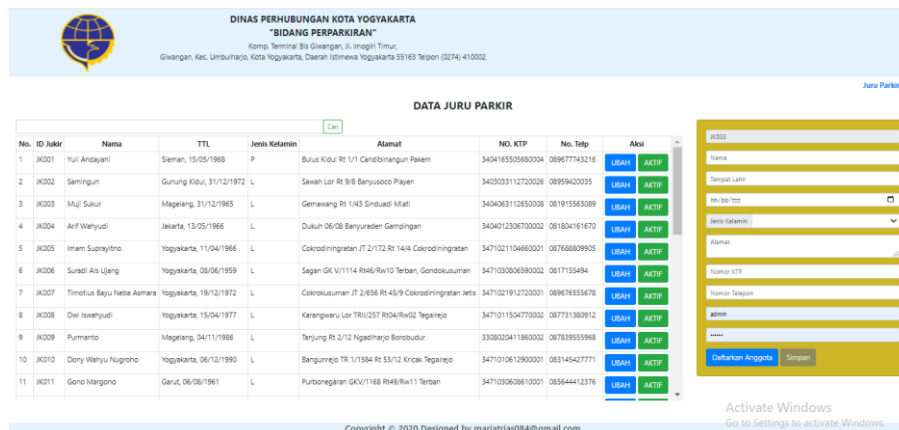 DINAS PERHUBUNGAN KOTA YOGYAKARTA
"BIDANG PERPARKIRAN"
Komp. Terminal Bis Giwangan, Jl. Imogiri Timur,
Giwangan, Kec. Umbulharjo, Kota Yogyakarta, Daerah Istimewa Yogyakarta 55163 Telpon (0274) 410002
Juru Parkir
DATA JURU PARKIR
Cari
No. ID Jukir Nama TTL Jenis Kelamin Alamat NO. KTP No. Telp Aksi
1 JK001 Yuli Andayani Sleman, 15/05/1968 P Bulus Kidul Rt 1/1 Candibinangun Pakem 3404165505680004 089677743216 UBAH AKTIF
2 JK002 Samingun Gunung Kidul, 31/12/1972 L Sawah Lor Rt 9/8 Banyusoco Playen 3403033112720026 08959420035 UBAH AKTIF
3 JK003 Muji Sukur Magelang, 31/12/1965 L Gemawang Rt 1/43 Sinduadi Mlati 3404063112650008 081915563089 UBAH AKTIF
4 JK004 Arif Wahyudi Jakarta, 13/05/1966 L Dukuh 06/08 Banyuraden Gampingan 3404012306700002 081804161670 UBAH AKTIF
5 JK005 Imam Suprayitno Yogyakarta, 11/04/1966 L Cokrodiningratan JT 2/172 Rt 14/4 Cokrodiningratan 3471021104660001 087688809905 UBAH AKTIF
6 JK006 Suradi Als Ujang Yogyakarta, 08/06/1959 L Sagan GK V/1114 Rt46/Rw10 Terban, Gondokusuman 3471030806590002 0817155494 UBAH AKTIF
7 JK007 Timotius Bayu Neba Asmara Yogyakarta, 19/12/1972 L Cokrokusuman JT 2/656 Rt 45/9 Cokrodiningratan Jetis 3471021912720001 089676555678 UBAH AKTIF
8 JK008 Dwi Iswahyudi Yogyakarta, 15/04/1977 L Karangwaru Lor TRII/257 Rt04/Rw02 Tegalrejo 3471011504770002 087731380912 UBAH AKTIF
9 JK009 Purmanto Magelang, 04/11/1986 L Tanjung Rt 2/12 Ngadiharjo Borobudur 3308020411860002 087839555968 UBAH AKTIF
10 JK010 Dony Wahyu Nugroho Yogyakarta, 06/12/1990 L Bangunrejo TR 1/1584 Rt 53/12 Kricak Tegalrejo 3471010612900001 083145427771 UBAH AKTIF
11 JK011 Gono Margono Garut, 06/08/1961 L Purbonegaran GKV/1168 Rt49/Rw11 Terban 3471030608610001 085644412376 UBAH AKTIF
JK033
Nama
Tempat Lahir
hh/bb/tttt
Jenis Kelamin
Alamat
Nomor KTP
Nomor Telepon
admin
••••••
Daftarkan Anggota Simpan
Activate Windows
Go to Settings to activate Windows.
Copyright © 2020 Designed by mariatrias084@gmail.com